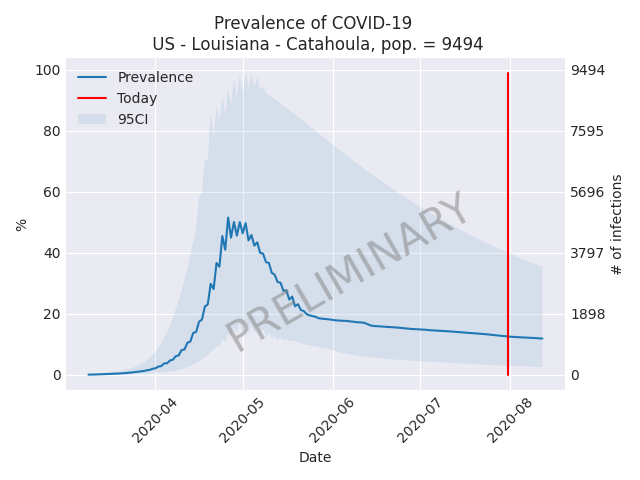 Prevalence of COVID-19
US - Louisiana - Catahoula, pop. = 9494
Prevalence
Today
95CI
100
80
60
40
20
0
%
9494
7595
5696
3797
1898
0
# of infections
PRELIMINARY
2020-04
2020-05
2020-06
2020-07
2020-08
Date